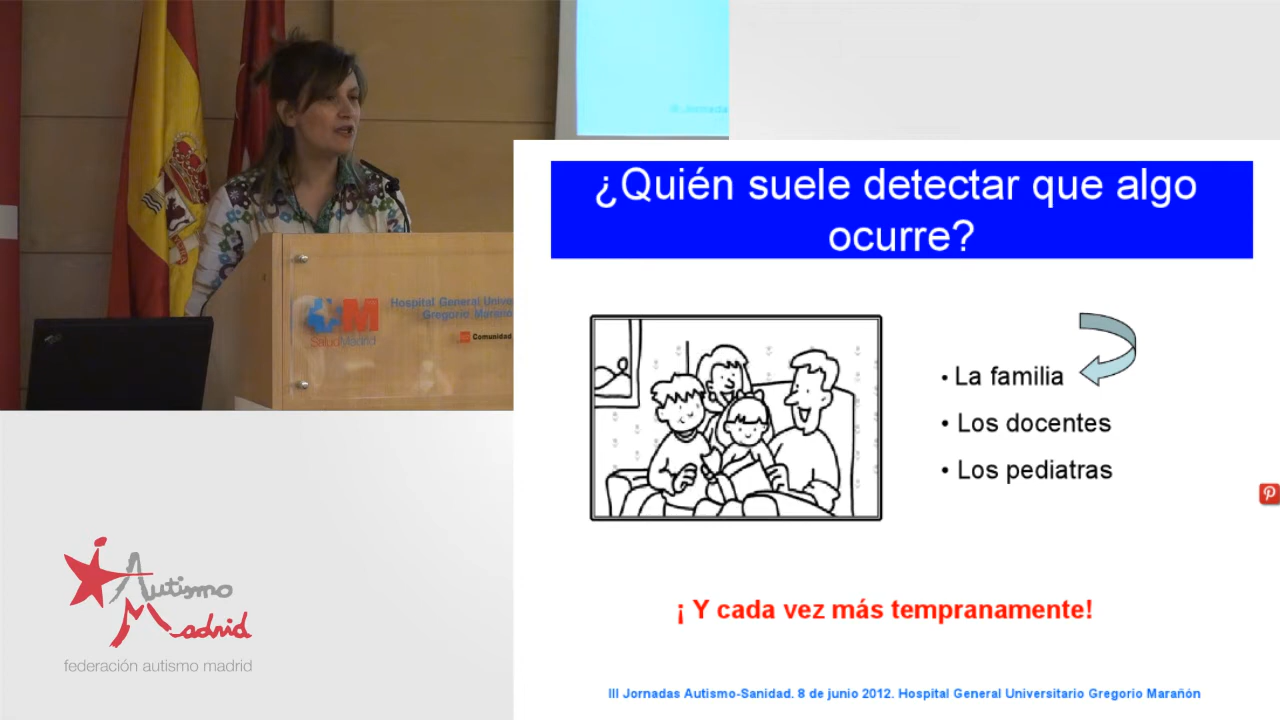 Jornada
¿Quién suele detectar que algo
ocurre?
Hospital General
Gregorio
SaludMadrid
Comunidad
• La familia
• Los docentes
• Los pediatras
¡ Y cada vez más tempranamente!
Autismo
Madrid
federación autismo madrid
III Jornadas Autismo-Sanidad. 8 de junio 2012. Hospital General Universitario Gregorio Marañón